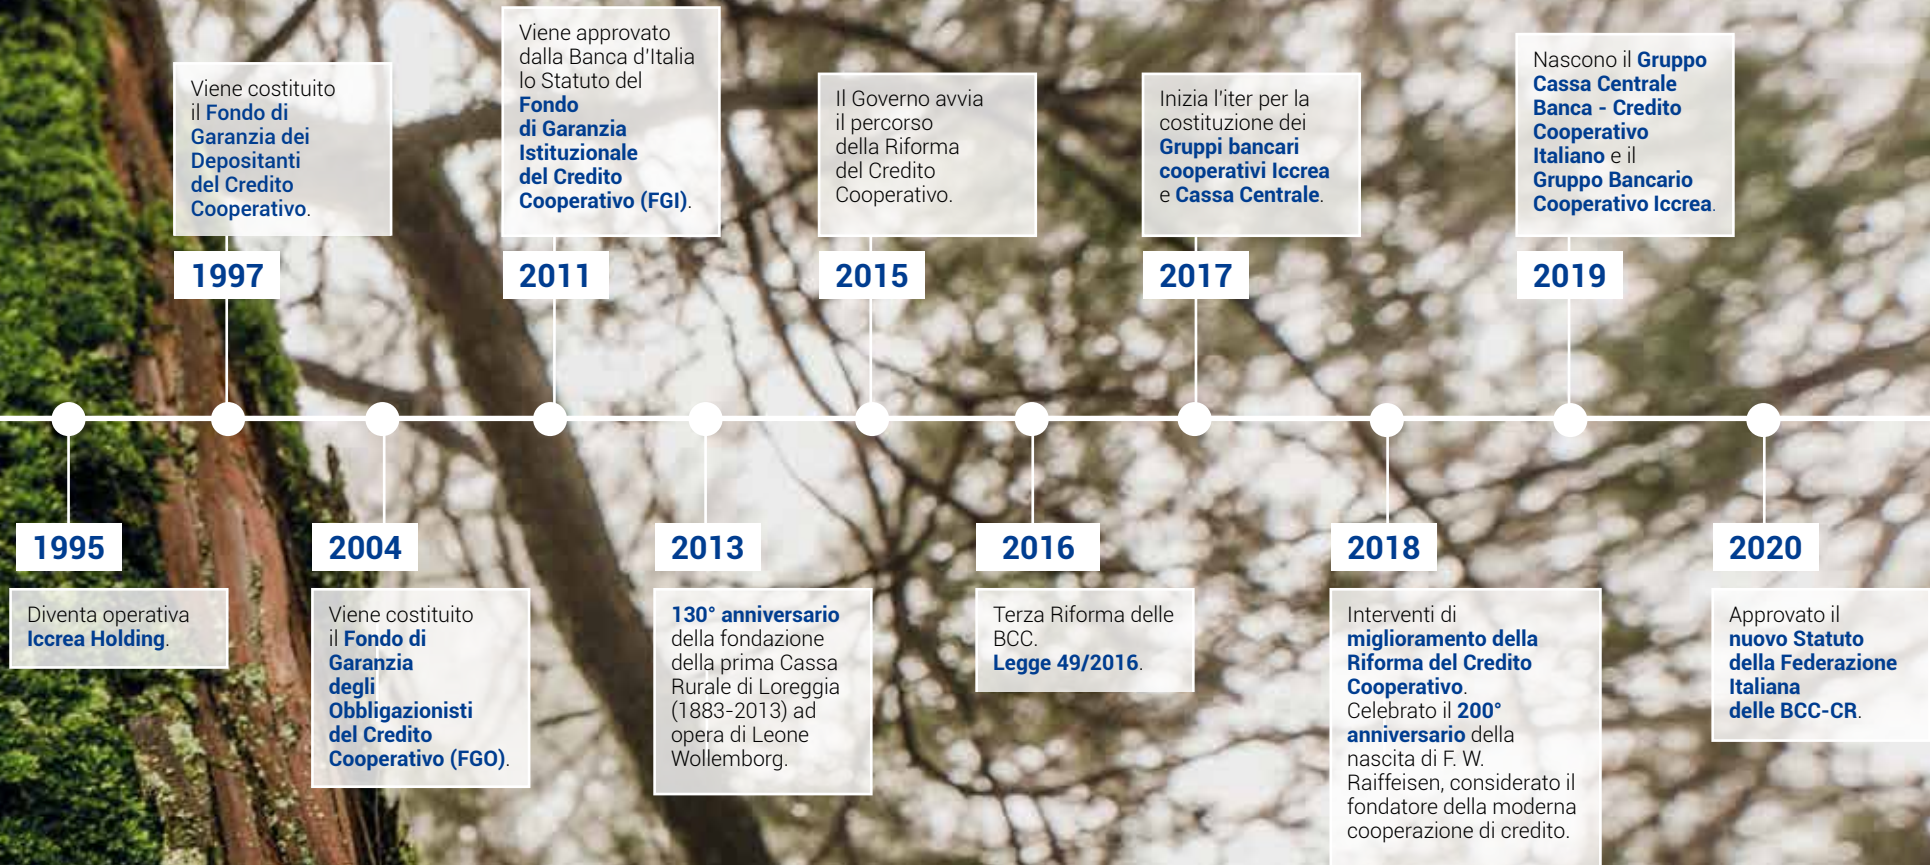 Viene costituito
il Fondo di
Garanzia dei
Depositanti
del Credito
Cooperativo.
1997
Viene approvato
dalla Banca d'Italia
lo Statuto del
Fondo
di Garanzia
Istituzionale
del Credito
Cooperativo (FGI).
2011
Il Governo avvia
il percorso
della Riforma
del Credito
Cooperativo.
2015
Inizia l'iter per la
costituzione dei
Gruppi bancari
cooperativi Iccrea
e Cassa Centrale.
2017
Nascono il Gruppo
Cassa Centrale
Banca - Credito
Cooperativo
Italiano e il
Gruppo Bancario
Cooperativo Iccrea.
2019
1995
Diventa operativa
Iccrea Holding.
2004
Viene costituito
il Fondo di
Garanzia
degli
Obbligazionisti
del Credito
Cooperativo (FGO).
2013
130° anniversario
della fondazione
della prima Cassa
Rurale di Loreggia
(1883-2013) ad
opera di Leone
Wollemborg.
2016
Terza Riforma delle
BCC.
Legge 49/2016.
2018
Interventi di
miglioramento della
Riforma del Credito
Cooperativo.
Celebrato il 200°
anniversario della
nascita di F. W.
Raiffeisen, considerato il
fondatore della moderna
cooperazione di credito.
2020
Approvato il
nuovo Statuto
della Federazione
Italiana
delle BCC-CR.